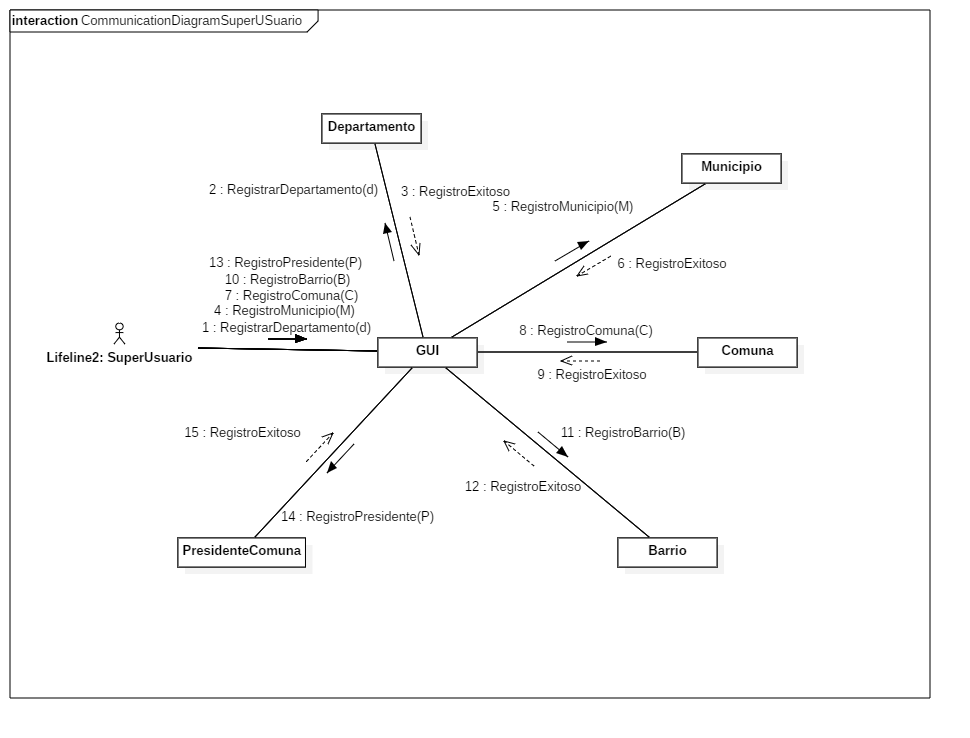 interaction CommunicationDiagramSuperUSuario
Departamento
Municipio
2 : RegistrarDepartamento(d)
3 : RegistroExitoso
5 : RegistroMunicipio(M)
13 : RegistroPresidente(P)
6 : RegistroExitoso
10 : RegistroBarrio(B)
7 : RegistroComuna(C)
4 : RegistroMunicipio(M)
1 : RegistrarDepartamento(d)
8 : RegistroComuna(C)
Lifeline2: SuperUsuario
GUI
Comuna
9 : RegistroExitoso
15 : RegistroExitoso
11 : RegistroBarrio(B)
12 : RegistroExitoso
14 : RegistroPresidente(P)
PresidenteComuna
Barrio